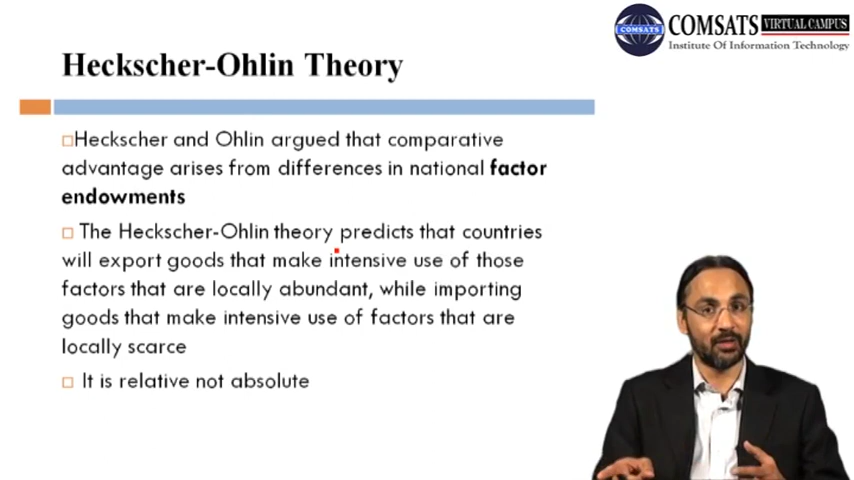 COMSATS VIRTUAL CAMPUS
Institute Of Information Technology
COMSATS
Heckscher-Ohlin Theory
Heckscher and Ohlin argued that comparative
advantage arises from differences in national factor
endowments
The Heckscher-Ohlin theory predicts that countries
will export goods that make intensive use of those
factors that are locally abundant, while importing
goods that make intensive use of factors that are
locally scarce
It is relative not absolute